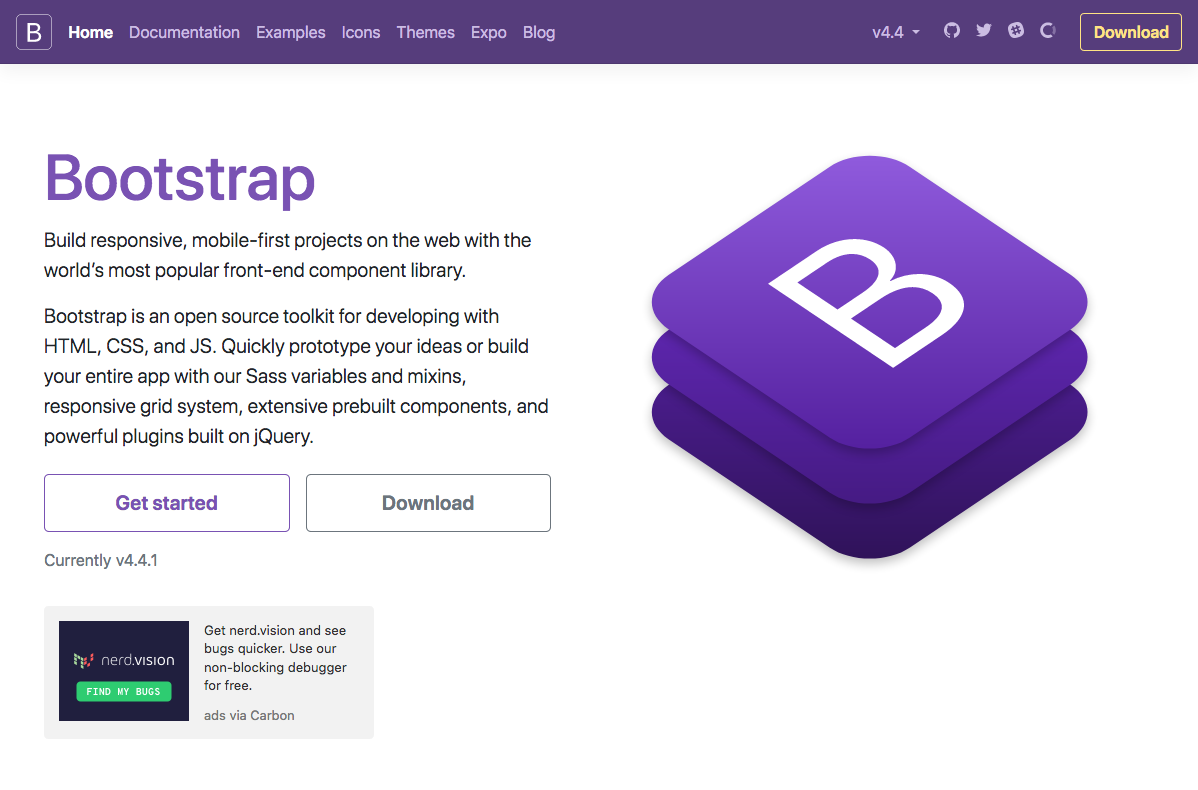 B Home Documentation Examples Icons Themes Expo Blog v4.4 Download
Bootstrap
Build responsive, mobile-first projects on the web with the
world’s most popular front-end component library.
Bootstrap is an open source toolkit for developing with
HTML, CSS, and JS. Quickly prototype your ideas or build
your entire app with our Sass variables and mixins,
responsive grid system, extensive prebuilt components, and
powerful plugins built on jQuery.
Get started Download
Currently v4.4.1
B
nerd.vision
FIND MY BUGS
Get nerd.vision and see
bugs quicker. Use our
non-blocking debugger
for free.
ads via Carbon